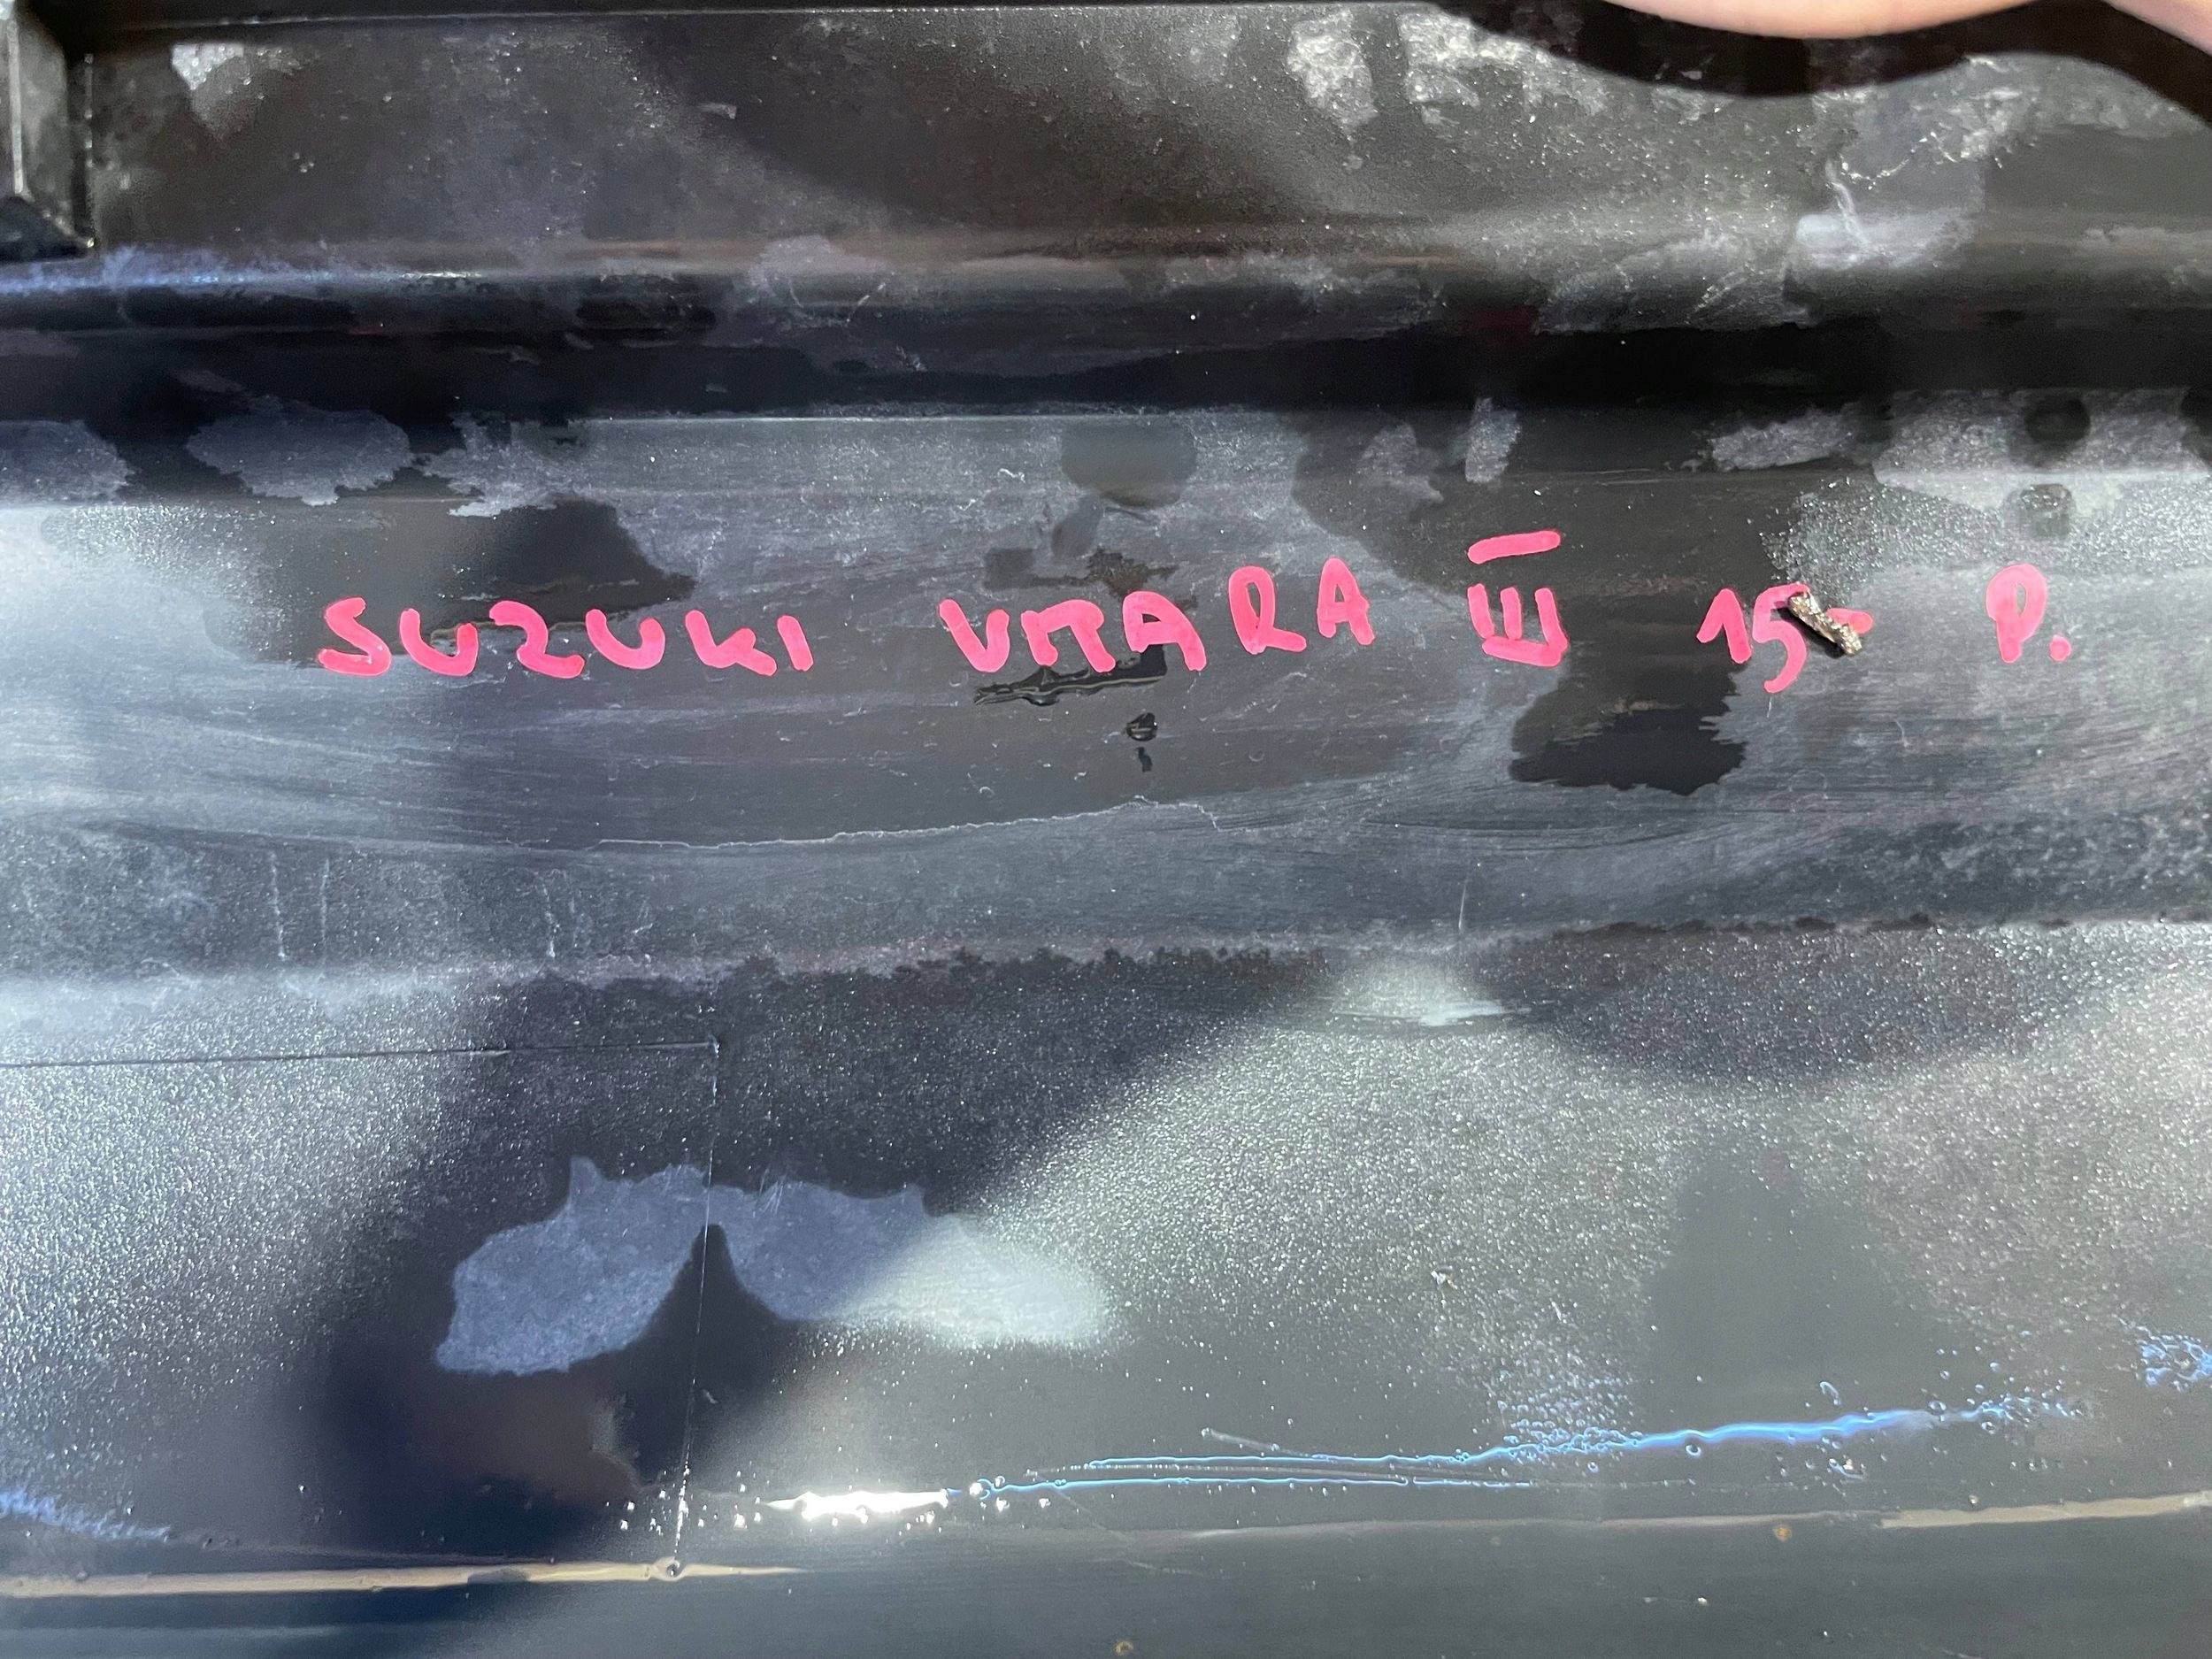 SUZUKI VITARA III 15- P.